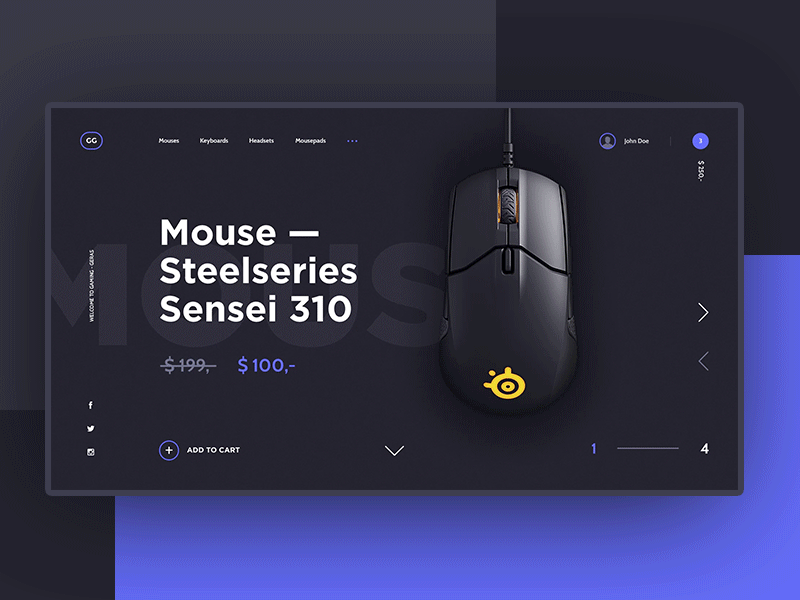 GG
Mouses
Keyboards
Headsets
Mousepads
John Doe
3
$ 250,-
WELCOME TO GAMING - GERAS
MOUS
Mouse —
Steelseries
Sensei 310
$ 199,-
$ 100,-
ADD TO CART
1
4